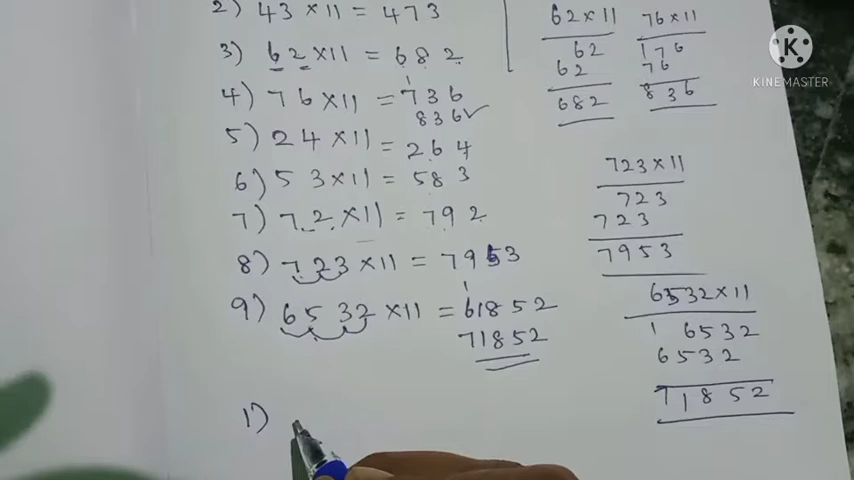 2) 43 × 11 = 473
3) 62 × 11 = 682
4) 76 × 11 = 1736
836 ✓
5) 24 × 11 = 264
6) 53 × 11 = 583
7) 72 × 11 = 792
8) 723 × 11 = 7953
9) 6532 × 11 = 161852
71852
1)
62 × 11
62
62
682
76 × 11
176
76
836
723 × 11
723
723
7953
6532 × 11
1 6532
6532
71852
K
KINEMASTER